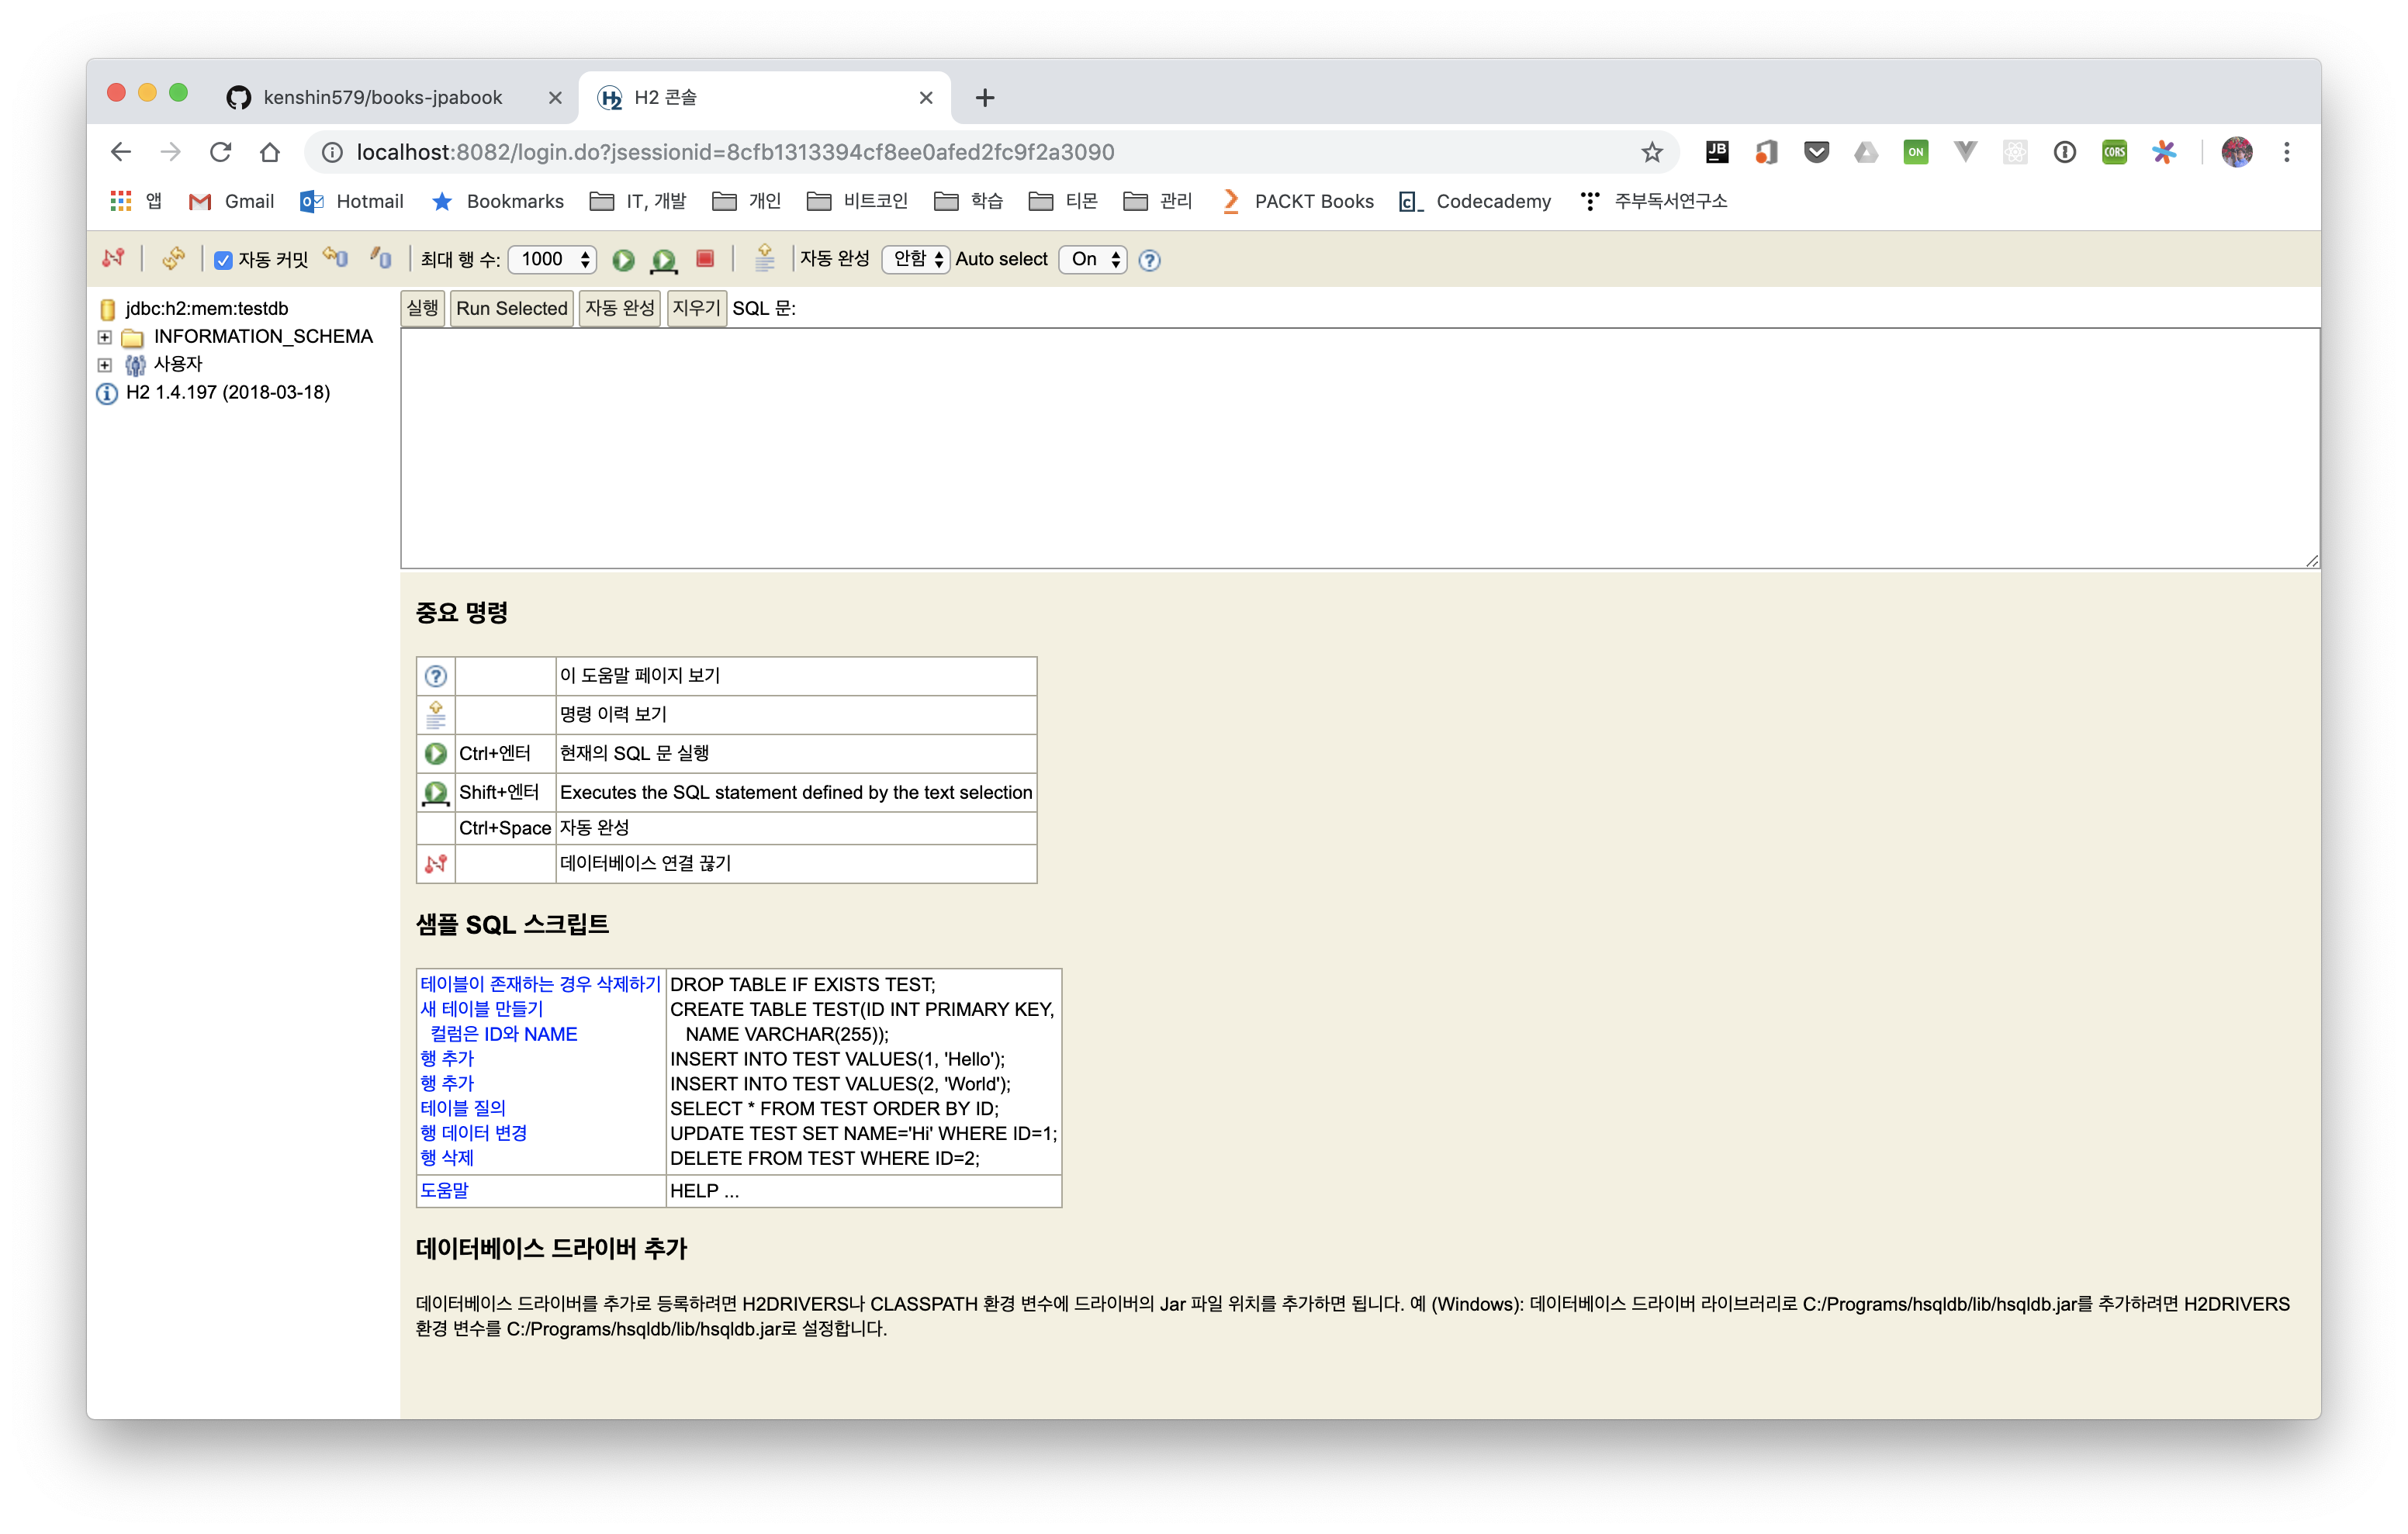 kenshin579/books-jpabook
H2 콘솔
localhost:8082/login.do?jsessionid=8cfb1313394cf8ee0afed2fc9f2a3090
JB ON CORS
앱 Gmail Hotmail Bookmarks IT, 개발 개인 비트코인 학습 티몬 관리 PACKT Books Codecademy 주부독서연구소
자동 커밋 최대 행 수: 1000 자동 완성 안함 Auto select On
jdbc:h2:mem:testdb
INFORMATION_SCHEMA
사용자
H2 1.4.197 (2018-03-18)
실행 Run Selected 자동 완성 지우기 SQL 문:
중요 명령
이 도움말 페이지 보기
명령 이력 보기
Ctrl+엔터 현재의 SQL 문 실행
Shift+엔터 Executes the SQL statement defined by the text selection
Ctrl+Space 자동 완성
데이터베이스 연결 끊기
샘플 SQL 스크립트
테이블이 존재하는 경우 삭제하기 DROP TABLE IF EXISTS TEST;
새 테이블 만들기 CREATE TABLE TEST(ID INT PRIMARY KEY,
컬럼은 ID와 NAME NAME VARCHAR(255));
행 추가 INSERT INTO TEST VALUES(1, 'Hello');
행 추가 INSERT INTO TEST VALUES(2, 'World');
테이블 질의 SELECT * FROM TEST ORDER BY ID;
행 데이터 변경 UPDATE TEST SET NAME='Hi' WHERE ID=1;
행 삭제 DELETE FROM TEST WHERE ID=2;
도움말 HELP ...
데이터베이스 드라이버 추가
데이터베이스 드라이버를 추가로 등록하려면 H2DRIVERS나 CLASSPATH 환경 변수에 드라이버의 Jar 파일 위치를 추가하면 됩니다. 예 (Windows): 데이터베이스 드라이버 라이브러리로 C:/Programs/hsqldb/lib/hsqldb.jar를 추가하려면 H2DRIVERS
환경 변수를 C:/Programs/hsqldb/lib/hsqldb.jar로 설정합니다.